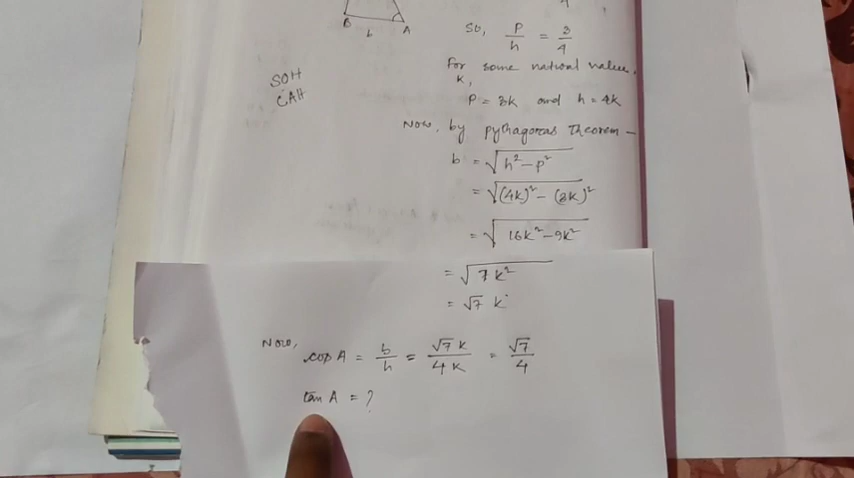 B
L
A
SOH
CAH
4
So, P/h = 3/4
For some natural value,
K,
P = 3k and h = 4k
Now, by pythagoras Theorem -
b = √h² - p²
= √(4k)² - (3k)²
= √16k² - 9k²
= √7k²
= √7 k
Now,
cos A = b/h = √7 k/4k = √7/4
tan A = ?